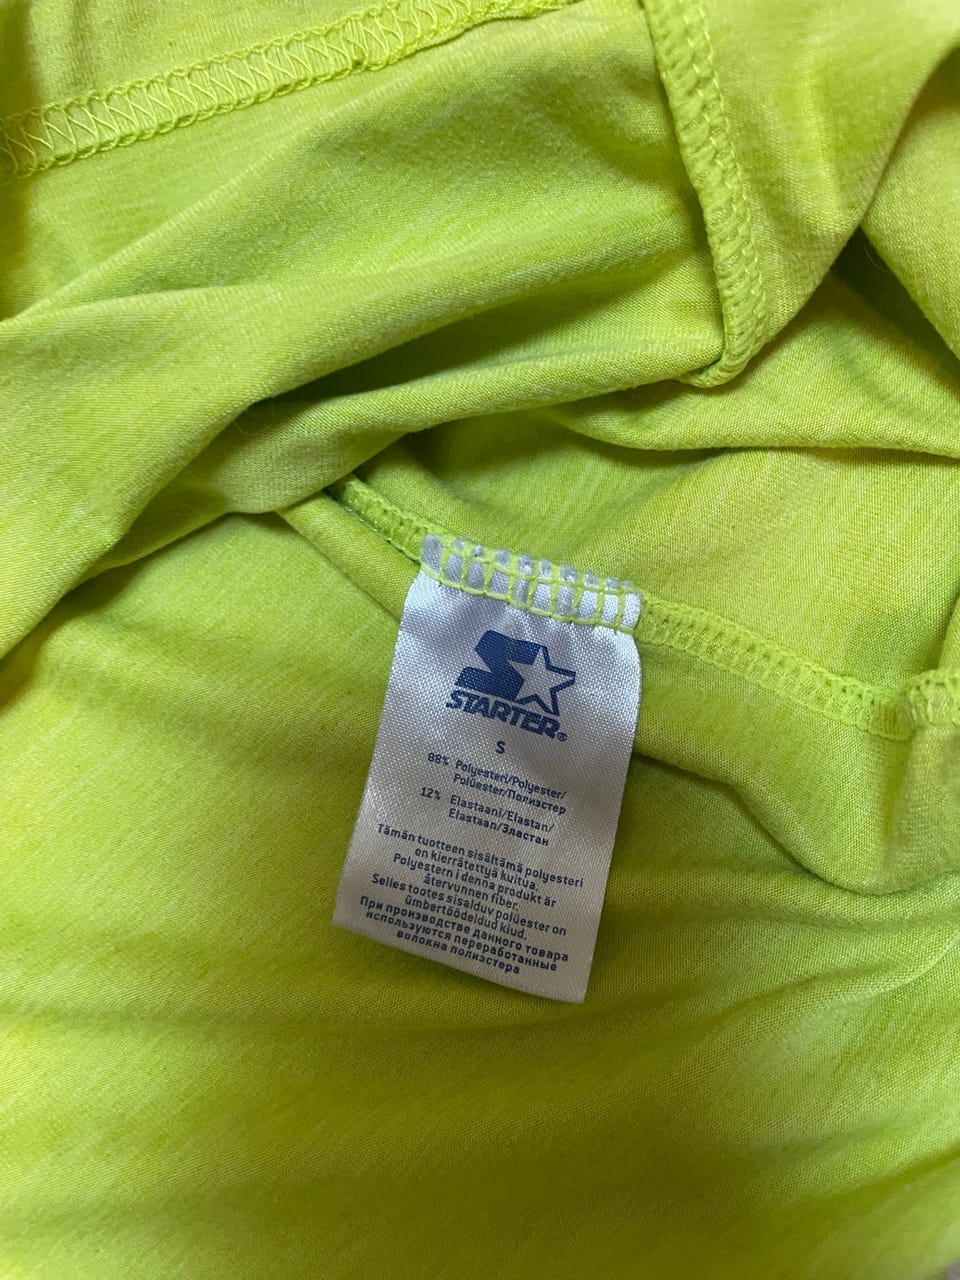 STARTER®
S
88% Polyesteri/Polyester/
Polüester/Полиэстер
12% Elastaani/Elastan/
Elastaan/Эластан
Tämän tuotteen sisältämä polyesteri
on kierrätettyä kuitua.
Polyestern i denna produkt är
återvunnen fiber.
Selles tootes sisalduv polüester on
ümbertöödeldud kiud.
При производстве данного товара
используются переработанные
волокна полиэстера